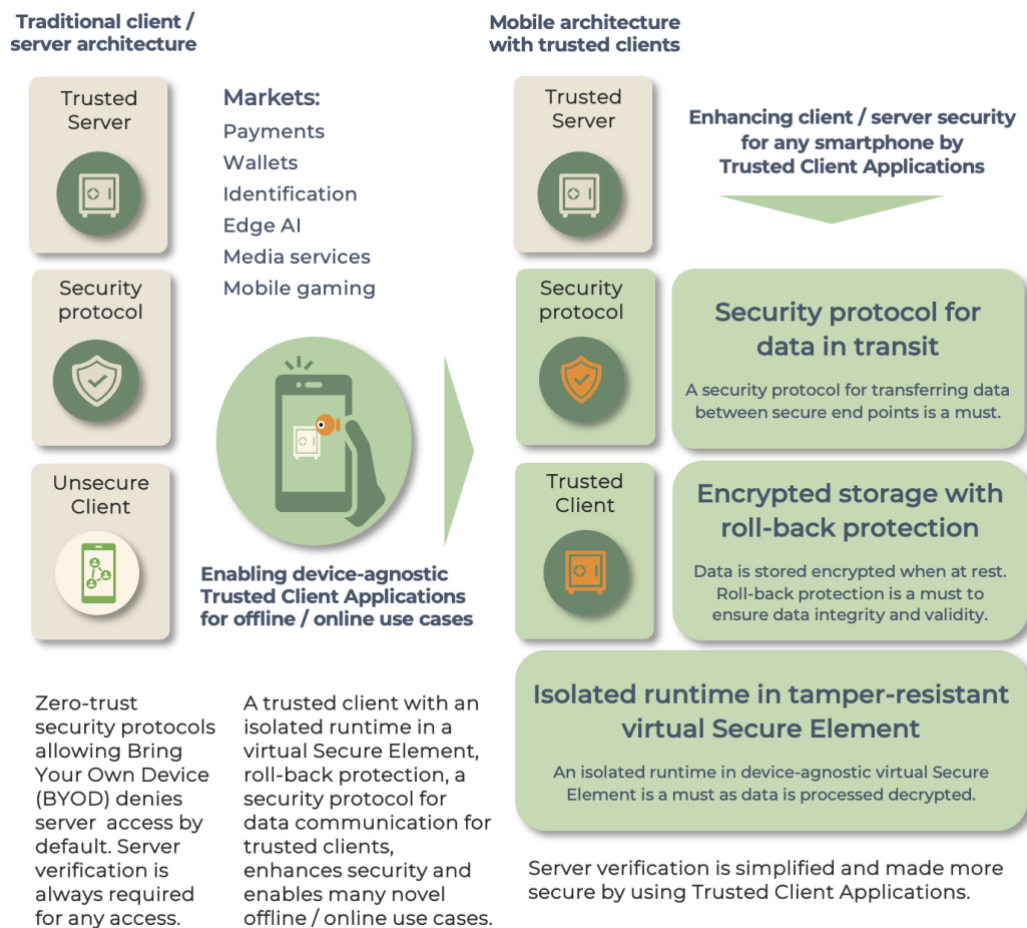 Traditional client /
server architecture
Trusted
Server
Security
protocol
Unsecure
Client
Markets:
Payments
Wallets
Identification
Edge AI
Media services
Mobile gaming
Enabling device-agnostic
Trusted Client Applications
for offline / online use cases
Zero-trust
security protocols
allowing Bring
Your Own Device
(BYOD) denies
server access by
default. Server
verification is
always required
for any access.
A trusted client with an
isolated runtime in a
virtual Secure Element,
roll-back protection, a
security protocol for
data communication for
trusted clients,
enhances security and
enables many novel
offline / online use cases.
Mobile architecture
with trusted clients
Trusted
Server
Enhancing client / server security
for any smartphone by
Trusted Client Applications
Security
protocol
Security protocol for
data in transit
A security protocol for transferring data
between secure end points is a must.
Trusted
Client
Encrypted storage with
roll-back protection
Data is stored encrypted when at rest.
Roll-back protection is a must to
ensure data integrity and validity.
Isolated runtime in tamper-resistant
virtual Secure Element
An isolated runtime in device-agnostic virtual Secure
Element is a must as data is processed decrypted.
Server verification is simplified and made more
secure by using Trusted Client Applications.